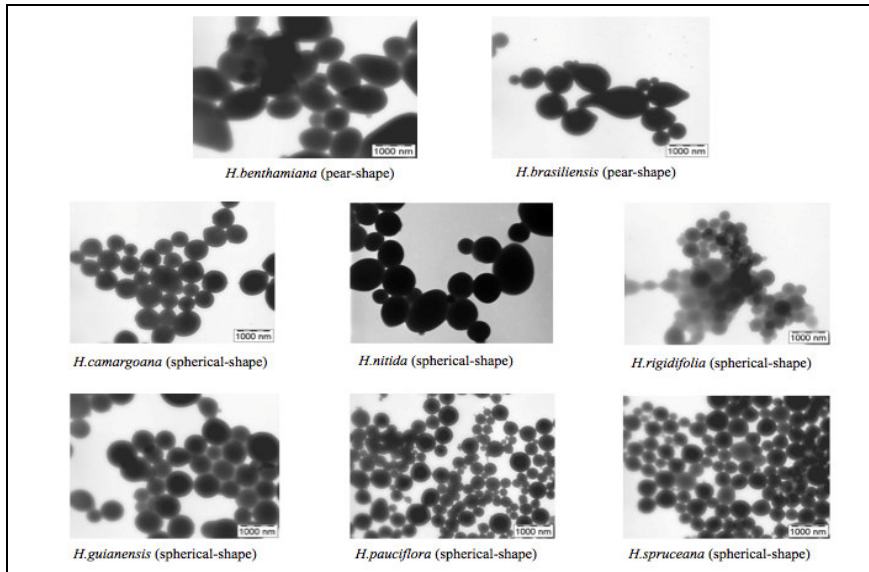 1000 nm
1000 nm
H.benthamiana (pear-shape)
H.brasiliensis (pear-shape)
1000 nm
1000 nm
1000 nm
H.camargoana (spherical-shape)
H.nitida (spherical-shape)
H.rigidifolia (spherical-shape)
1000 nm
1000 nm
1000 nm
H.guianensis (spherical-shape)
H.pauciflora (spherical-shape)
H.spruceana (spherical-shape)